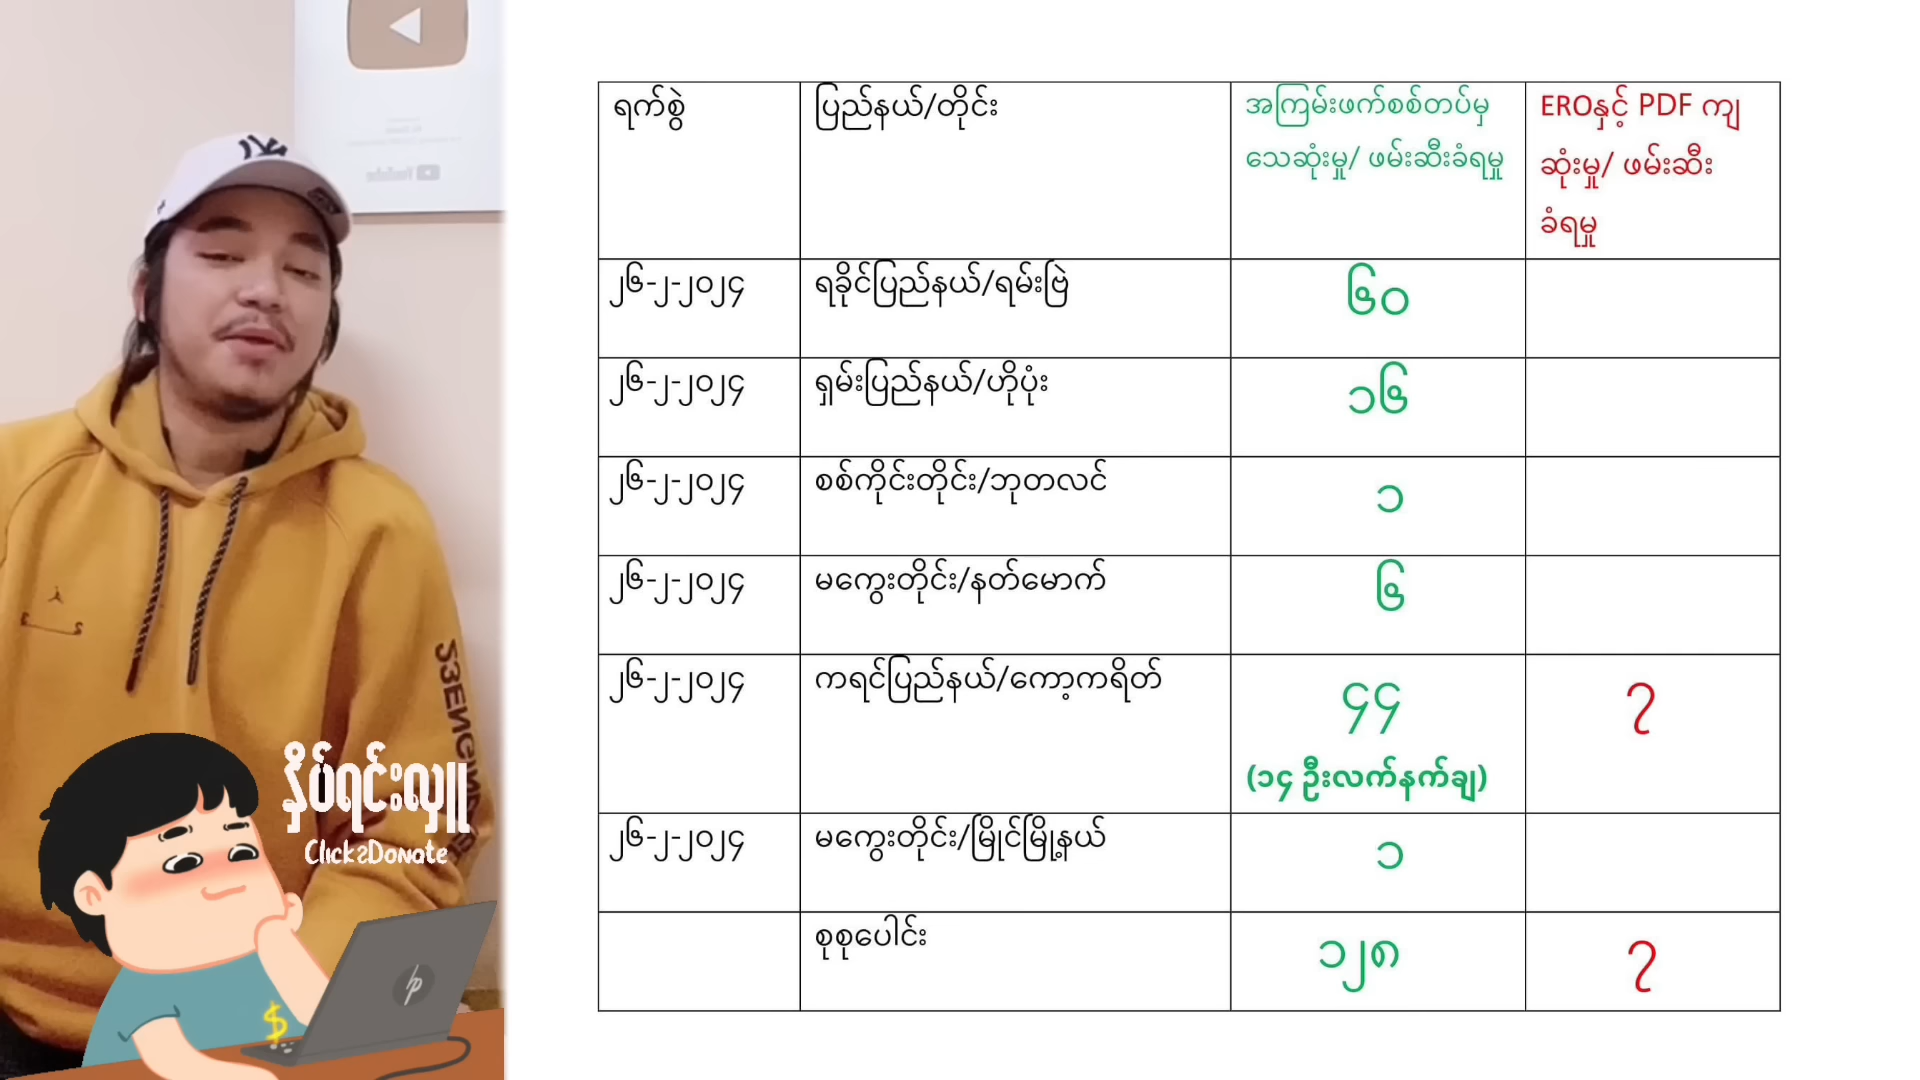 ရက်စွဲ
ပြည်နယ်/တိုင်း
အကြမ်းဖက်စစ်တပ်မှ
သေဆုံးမှု/ ဖမ်းဆီးခံရမှု
EROနှင့် PDF ကျ
ဆုံးမှု/ ဖမ်းဆီး
ခံရမှု
၂၆-၂-၂၀၂၄ ရခိုင်ပြည်နယ်/ရမ်းဗြဲ ၆၀
၂၆-၂-၂၀၂၄ ရှမ်းပြည်နယ်/ဟိုပုံး ၁၆
၂၆-၂-၂၀၂၄ စစ်ကိုင်းတိုင်း/ဘုတလင် ၁
၂၆-၂-၂၀၂၄ မကွေးတိုင်း/နတ်မောက် ၆
၂၆-၂-၂၀၂၄ ကရင်ပြည်နယ်/ကော့ကရိတ် ၄၄ ၇
(၁၄ ဦးလက်နက်ချ)
၂၆-၂-၂၀၂၄ မကွေးတိုင်း/မြိုင်မြို့နယ် ၁
စုစုပေါင်း ၁၂၈ ၇
နှိပ်ရင်းလှူ
Click2Donate
hp
$